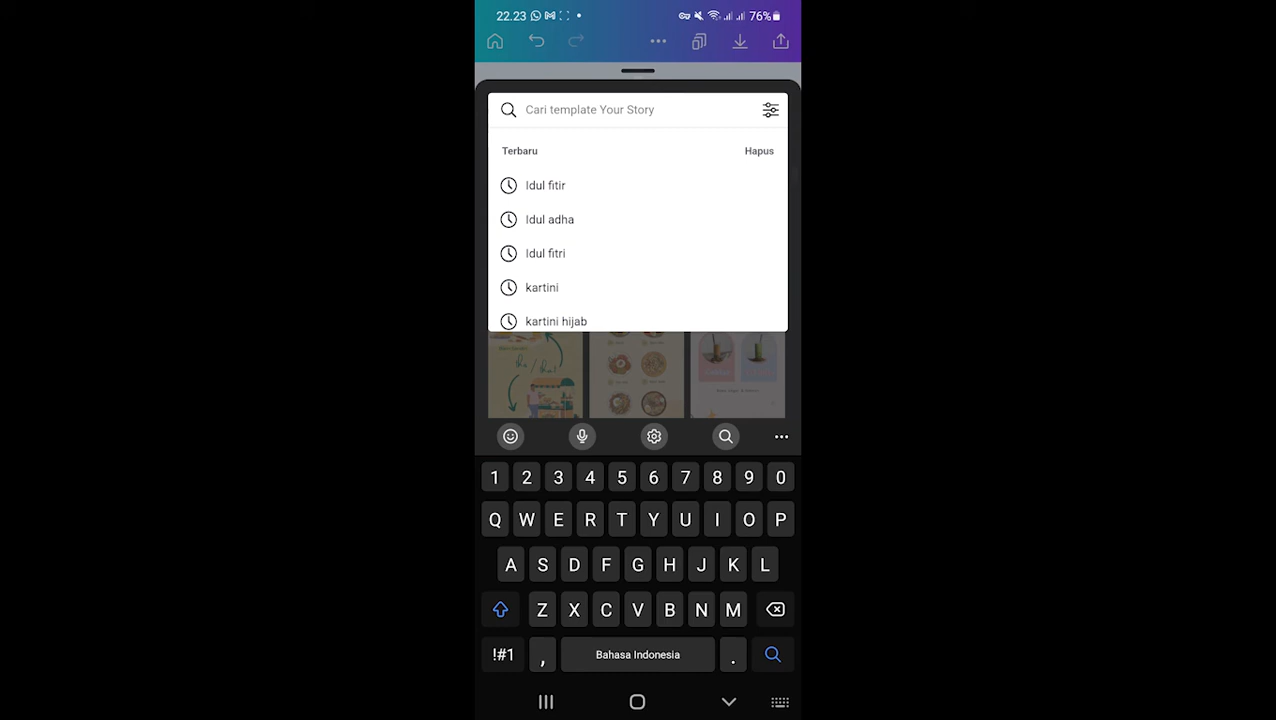 22.23
76%
Cari template Your Story
Terbaru Hapus
Idul fitir
Idul adha
Idul fitri
kartini
kartini hijab
1 2 3 4 5 6 7 8 9 0
Q W E R T Y U I O P
A S D F G H J K L
Z X C V B N M
!#1 , Bahasa Indonesia .